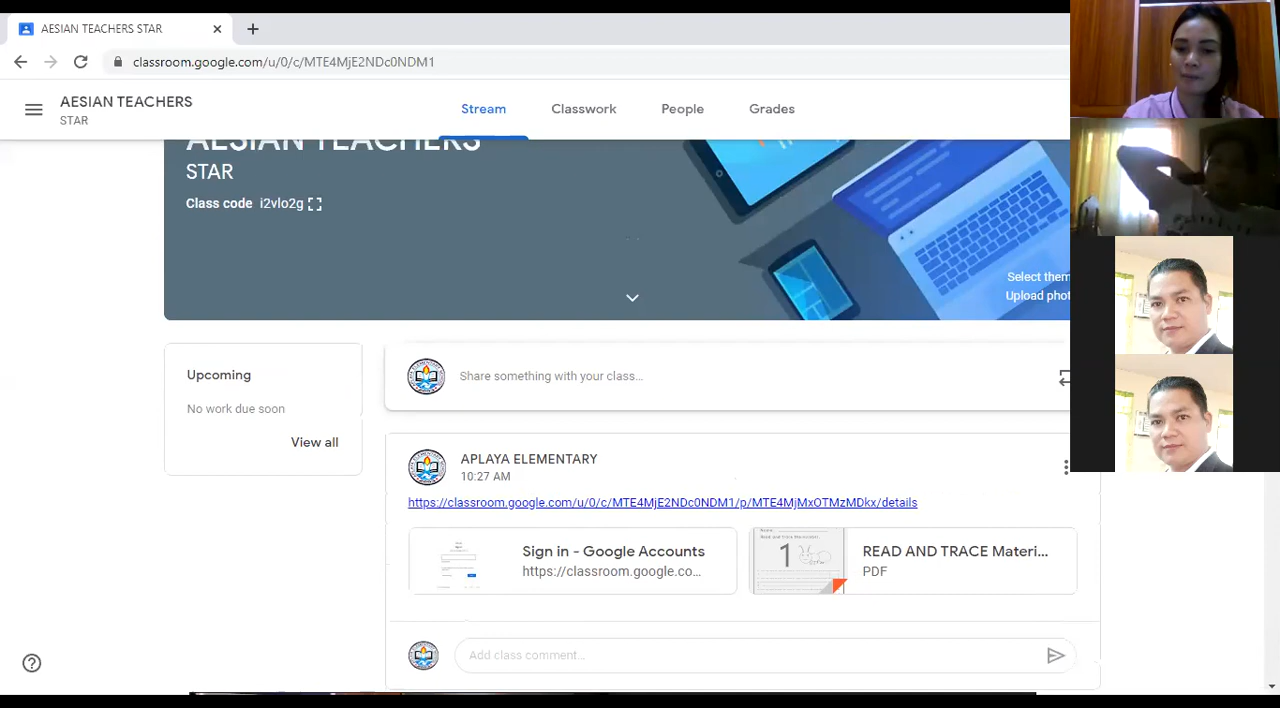 AESIAN TEACHERS STAR
classroom.google.com/u/0/c/MTE4MjE2NDc0NDM1
AESIAN TEACHERS
STAR
Stream
Classwork
People
Grades
AESIAN TEACHERS
STAR
Class code i2vlo2g
Select them
Upload phot
Upcoming
No work due soon
View all
Share something with your class...
APLAYA ELEMENTARY
10:27 AM
https://classroom.google.com/u/0/c/MTE4MjE2NDc0NDM1/p/MTE4MjMxOTMzMDkx/details
Sign in - Google Accounts
https://classroom.google.co...
1
READ AND TRACE Materi...
PDF
Add class comment...